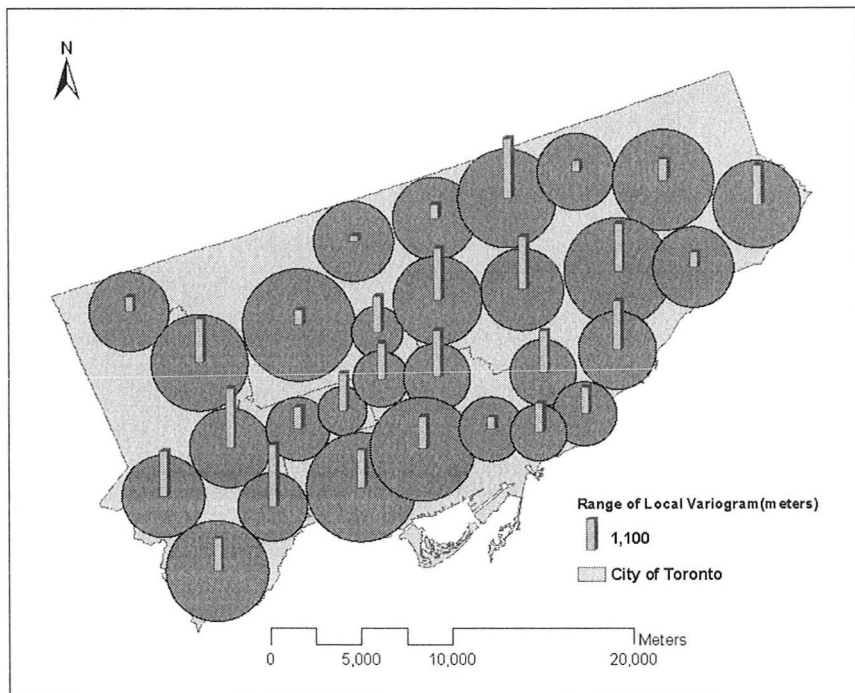 N
Range of Local Variogram(meters)
1,100
City of Toronto
Meters
0 5,000 10,000 20,000